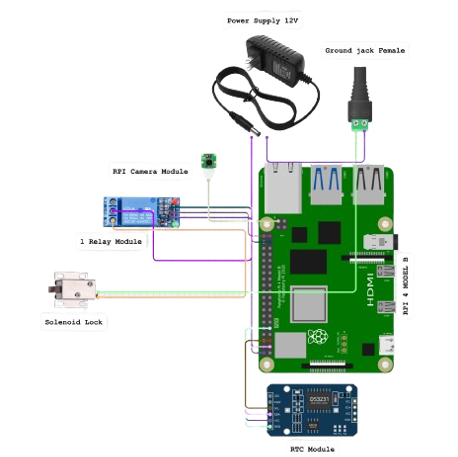 Power Supply 12V
Ground jack Female
RPI Camera Module
1 Relay Module
HDMI
RPI 4 MODEL B
Solenoid Lock
DS3231
RTC Module